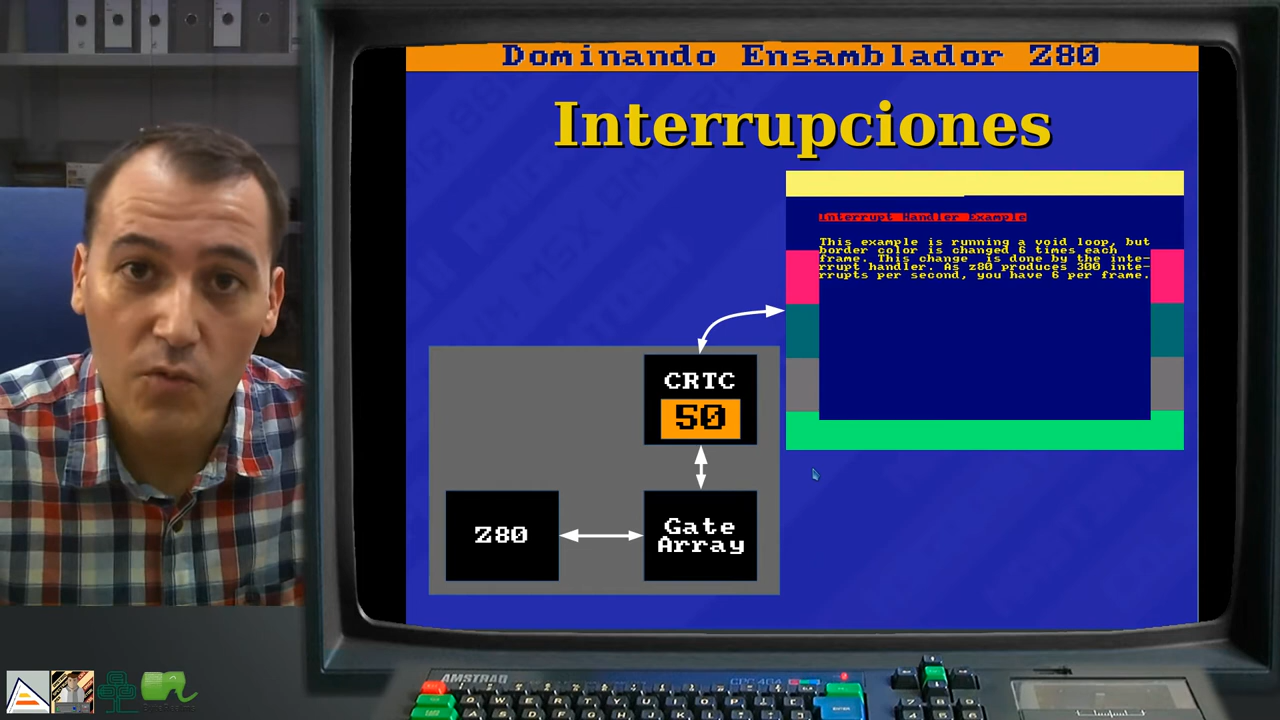 Dominando Ensamblador Z80
Interrupciones
Interrupt Handler Example
This example is running a void loop, but
border color is changed 6 times each
frame. This change is done by the inte-
rrupt handler. As z80 produces 300 inte-
rrupts per second, you have 6 per frame.
CRTC
50
Z80
Gate
Array
AMSTRAD